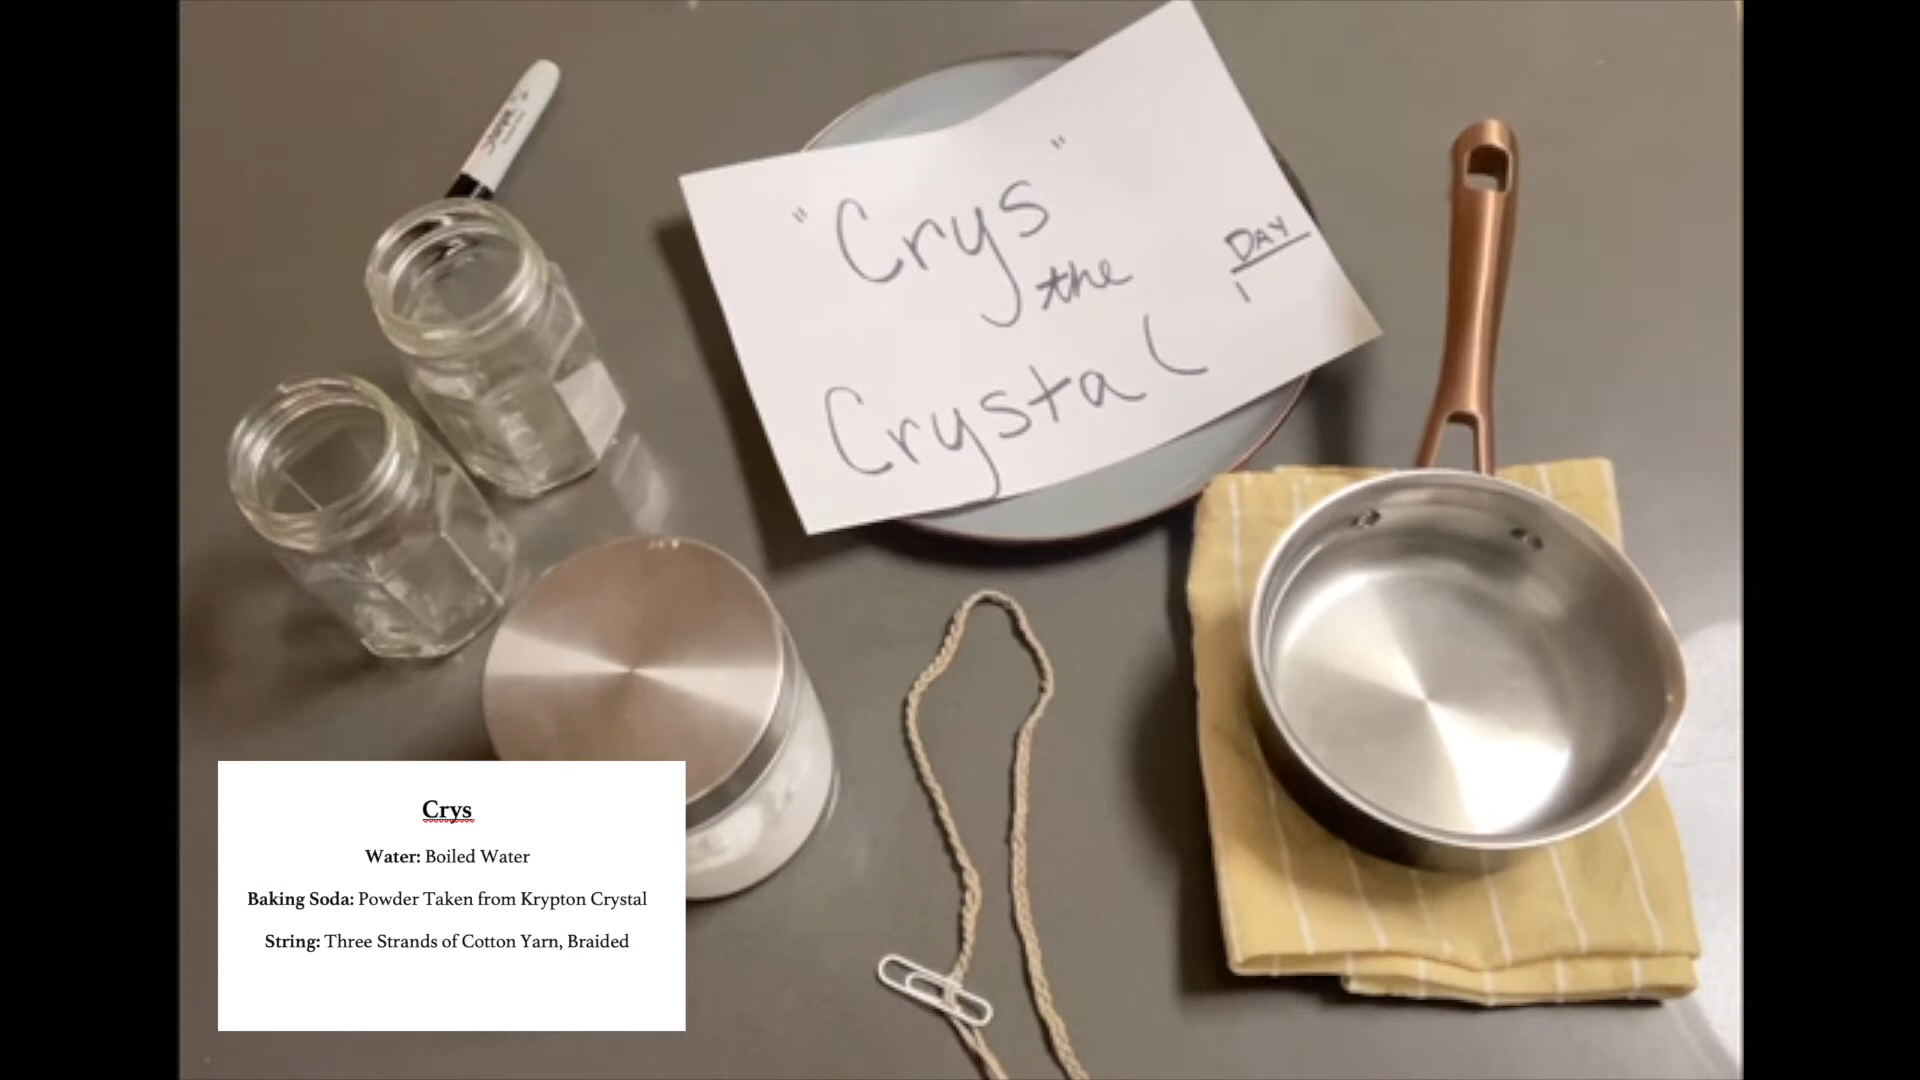 Sharpie
"Crys"
the
Crystal
DAY
1
Crys
Water: Boiled Water
Baking Soda: Powder Taken from Krypton Crystal
String: Three Strands of Cotton Yarn, Braided